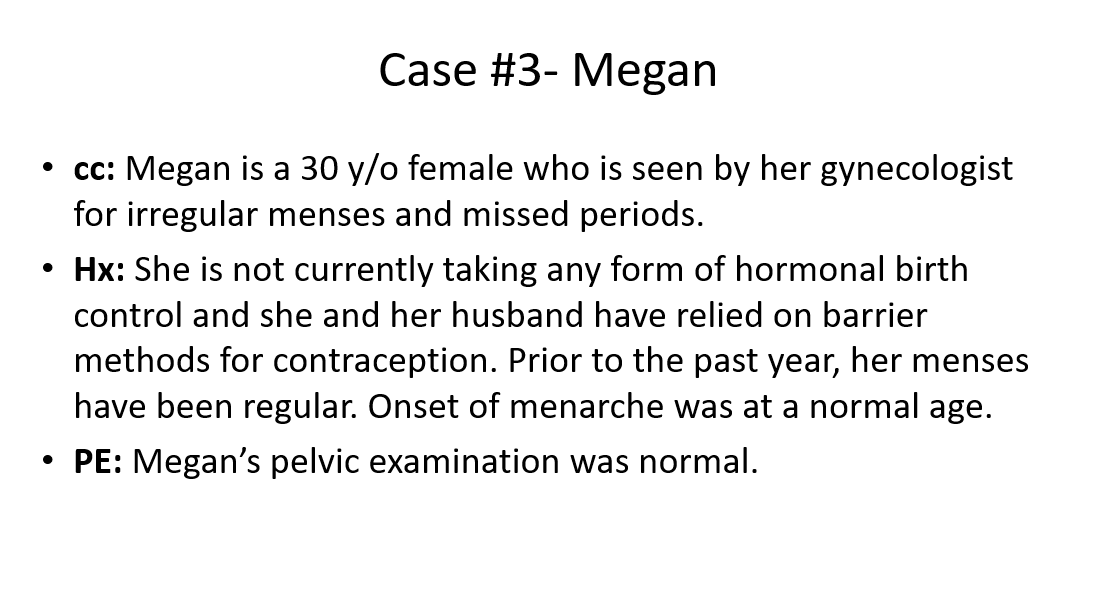 Case #3- Megan
• cc: Megan is a 30 y/o female who is seen by her gynecologist
for irregular menses and missed periods.
• Hx: She is not currently taking any form of hormonal birth
control and she and her husband have relied on barrier
methods for contraception. Prior to the past year, her menses
have been regular. Onset of menarche was at a normal age.
• PE: Megan’s pelvic examination was normal.